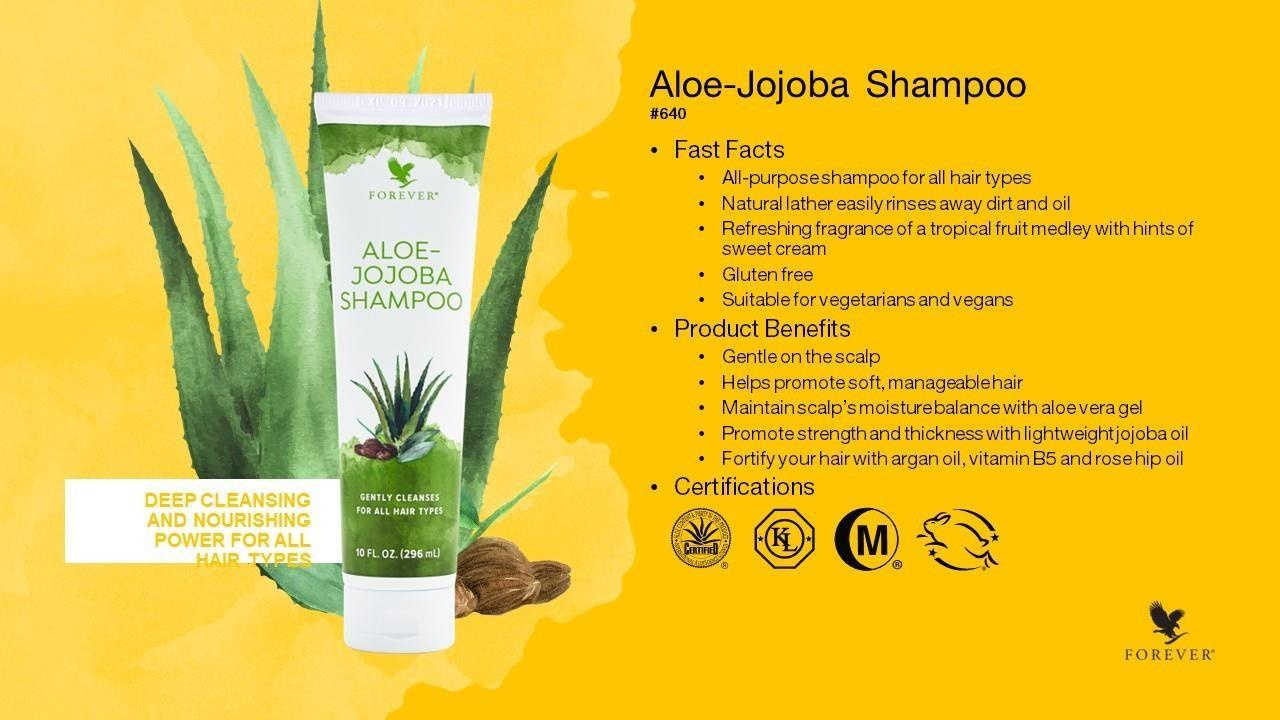 FOREVER®
ALOE-
JOJOBA
SHAMPOO
GENTLY CLEANSES
FOR ALL HAIR TYPES
10 FL. OZ. (296 mL)
DEEP CLEANSING
AND NOURISHING
POWER FOR ALL
HAIR TYPES
Aloe-Jojoba Shampoo
#640
• Fast Facts
• All-purpose shampoo for all hair types
• Natural lather easily rinses away dirt and oil
• Refreshing fragrance of a tropical fruit medley with hints of
sweet cream
• Gluten free
• Suitable for vegetarians and vegans
• Product Benefits
• Gentle on the scalp
• Helps promote soft, manageable hair
• Maintain scalp's moisture balance with aloe vera gel
• Promote strength and thickness with lightweight jojoba oil
• Fortify your hair with argan oil, vitamin B5 and rose hip oil
• Certifications
CERTIFIED
®
KL
M®
FOREVER®